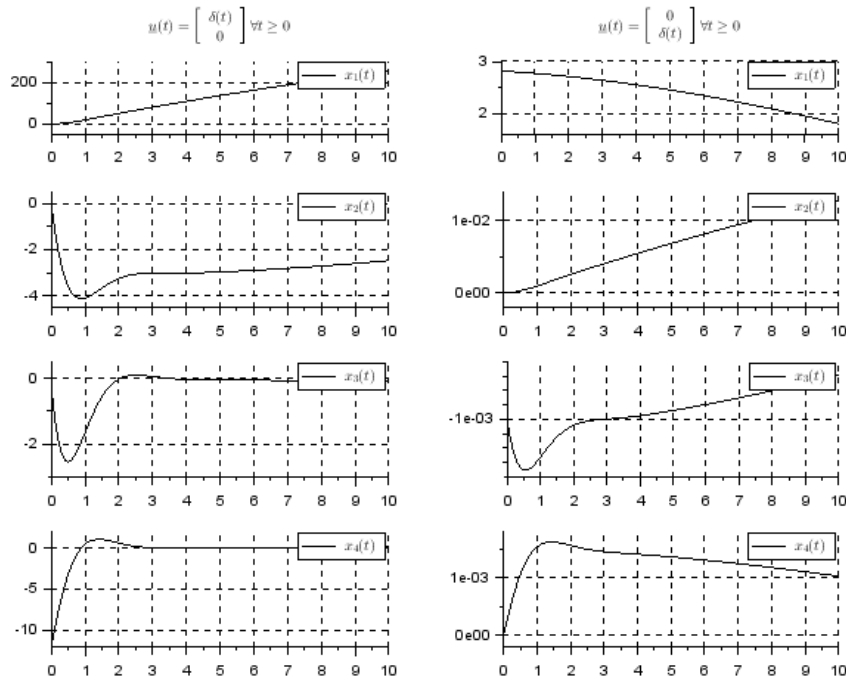 u(t) = [ δ(t) 0 ] ∀t ≥ 0
u(t) = [ 0 δ(t) ] ∀t ≥ 0
x₁(t)
200
0
0 1 2 3 4 5 6 7 8 9 10
x₁(t)
3
2
0 1 2 3 4 5 6 7 8 9 10
x₂(t)
0
-2
-4
0 1 2 3 4 5 6 7 8 9 10
x₂(t)
1e-02
0e00
0 1 2 3 4 5 6 7 8 9 10
x₃(t)
0
-2
0 1 2 3 4 5 6 7 8 9 10
x₃(t)
-1e-03
0 1 2 3 4 5 6 7 8 9 10
x₄(t)
0
-5
-10
0 1 2 3 4 5 6 7 8 9 10
x₄(t)
1e-03
0e00
0 1 2 3 4 5 6 7 8 9 10